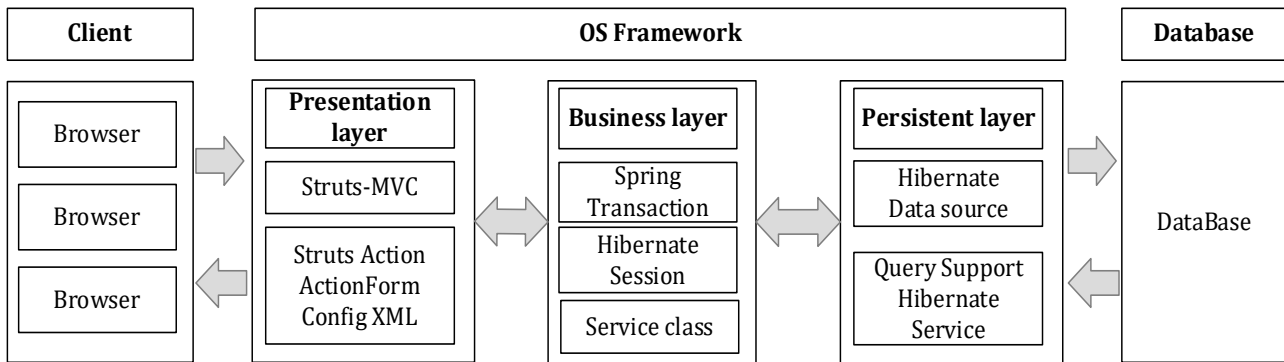 Client
OS Framework
Database
Browser
Browser
Browser
Presentation
layer
Struts-MVC
Struts Action
ActionForm
Config XML
Business layer
Spring
Transaction
Hibernate
Session
Service class
Persistent layer
Hibernate
Data source
Query Support
Hibernate
Service
DataBase